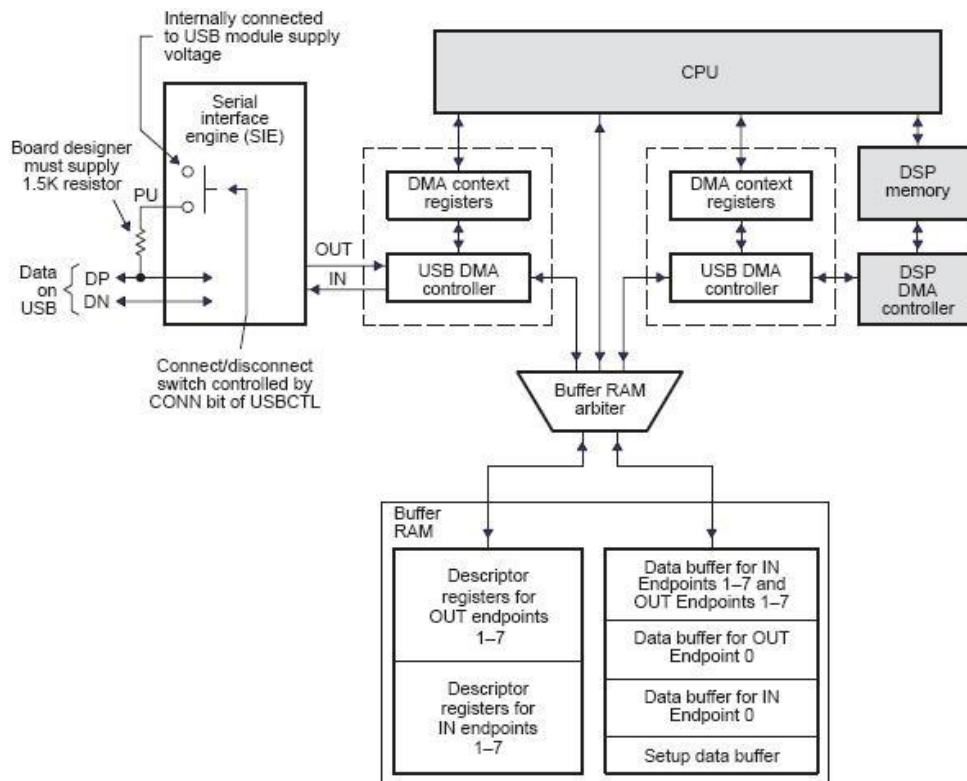 Internally connected
to USB module supply
voltage
CPU
Serial
interface
engine (SIE)
Board designer
must supply
1.5K resistor
PU
DMA context
registers
DMA context
registers
DSP
memory
OUT
IN
Data
on
USB
DP
DN
USB DMA
controller
USB DMA
controller
DSP
DMA
controller
Connect/disconnect
switch controlled by
CONN bit of USBCTL
Buffer RAM
arbiter
Buffer
RAM
Descriptor
registers for
OUT endpoints
1–7
Descriptor
registers for
IN endpoints
1–7
Data buffer for IN
Endpoints 1–7 and
OUT Endpoints 1–7
Data buffer for OUT
Endpoint 0
Data buffer for IN
Endpoint 0
Setup data buffer